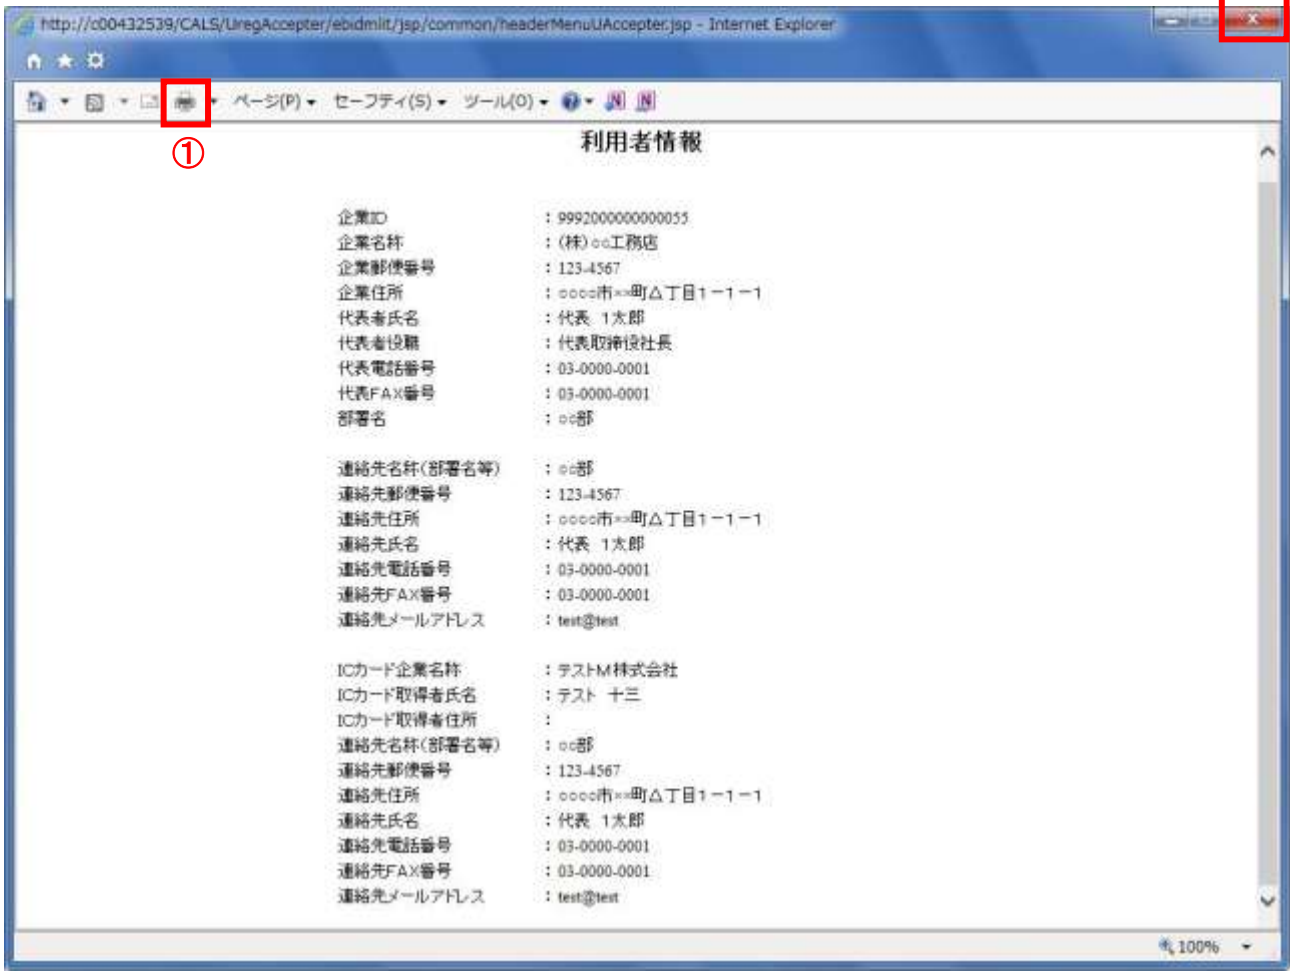 http://c00432539/CALS/UregAccepter/ebidmlit/jsp/common/headerMenuUAccepter.jsp - Internet Explorer
ページ(P) セーフティ(S) ツール(O)
①
利用者情報
企業ID : 9992000000000055
企業名称 : (株)○○工務店
企業郵便番号 : 123-4567
企業住所 : ○○○○市××町△丁目1－1－1
代表者氏名 : 代表 1太郎
代表者役職 : 代表取締役社長
代表電話番号 : 03-0000-0001
代表FAX番号 : 03-0000-0001
部署名 : ○○部
連絡先名称(部署名等) : ○○部
連絡先郵便番号 : 123-4567
連絡先住所 : ○○○○市××町△丁目1－1－1
連絡先氏名 : 代表 1太郎
連絡先電話番号 : 03-0000-0001
連絡先FAX番号 : 03-0000-0001
連絡先メールアドレス : test@test
ICカード企業名称 : テストM株式会社
ICカード取得者氏名 : テスト 十三
ICカード取得者住所 :
連絡先名称(部署名等) : ○○部
連絡先郵便番号 : 123-4567
連絡先住所 : ○○○○市××町△丁目1－1－1
連絡先氏名 : 代表 1太郎
連絡先電話番号 : 03-0000-0001
連絡先FAX番号 : 03-0000-0001
連絡先メールアドレス : test@test
100%